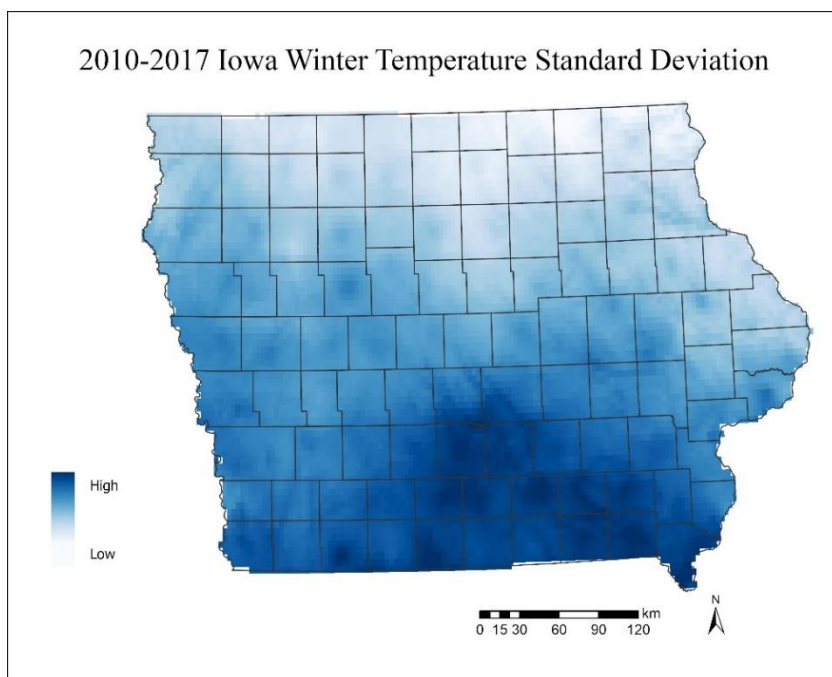 2010-2017 Iowa Winter Temperature Standard Deviation
High
Low
N
km
0 15 30 60 90 120